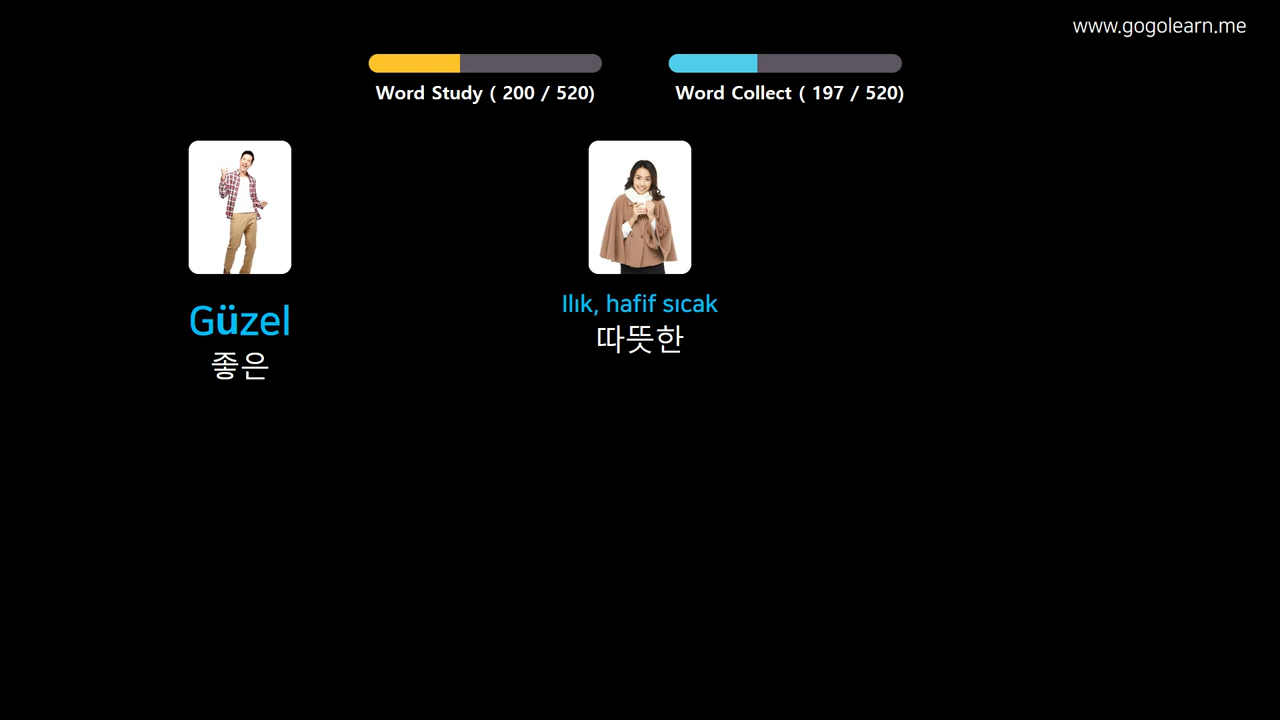 www.gogolearn.me
Word Study ( 200 / 520)
Word Collect ( 197 / 520)
Güzel
좋은
Ilık, hafif sıcak
따뜻한